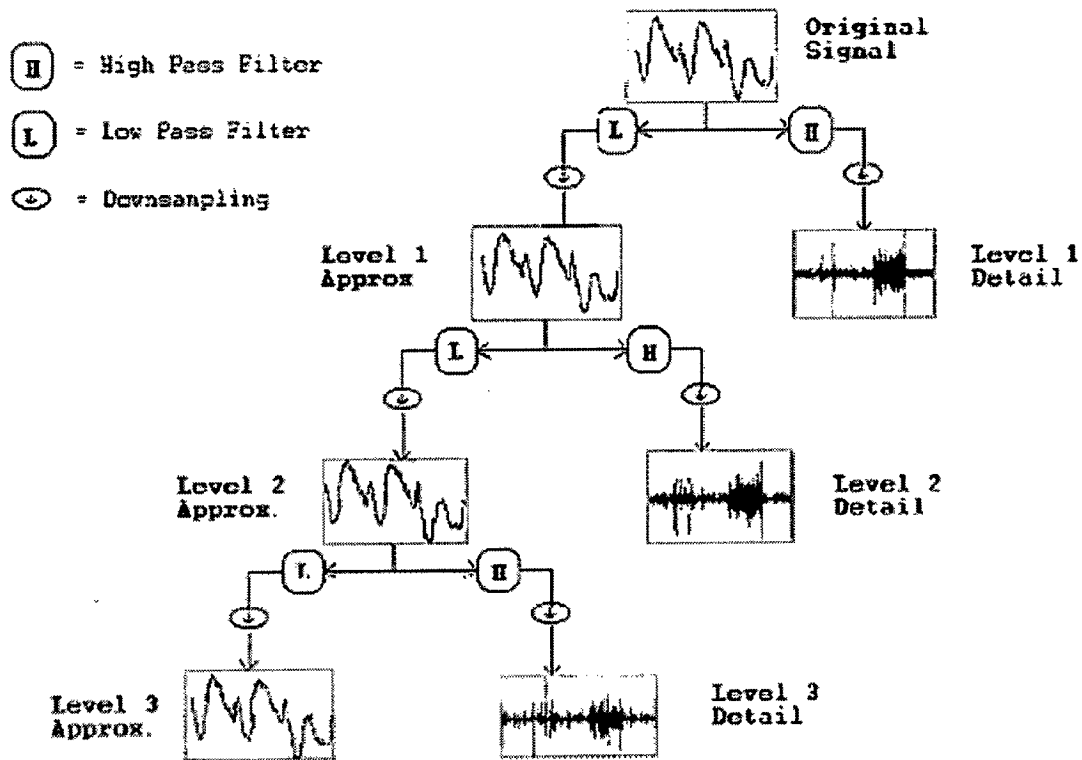 Original
Signal
H = High Pass Filter
L = Low Pass Filter
= Downsampling
L
H
Level 1
Approx
Level 1
Detail
L
H
Level 2
Approx.
Level 2
Detail
L
H
Level 3
Approx.
Level 3
Detail